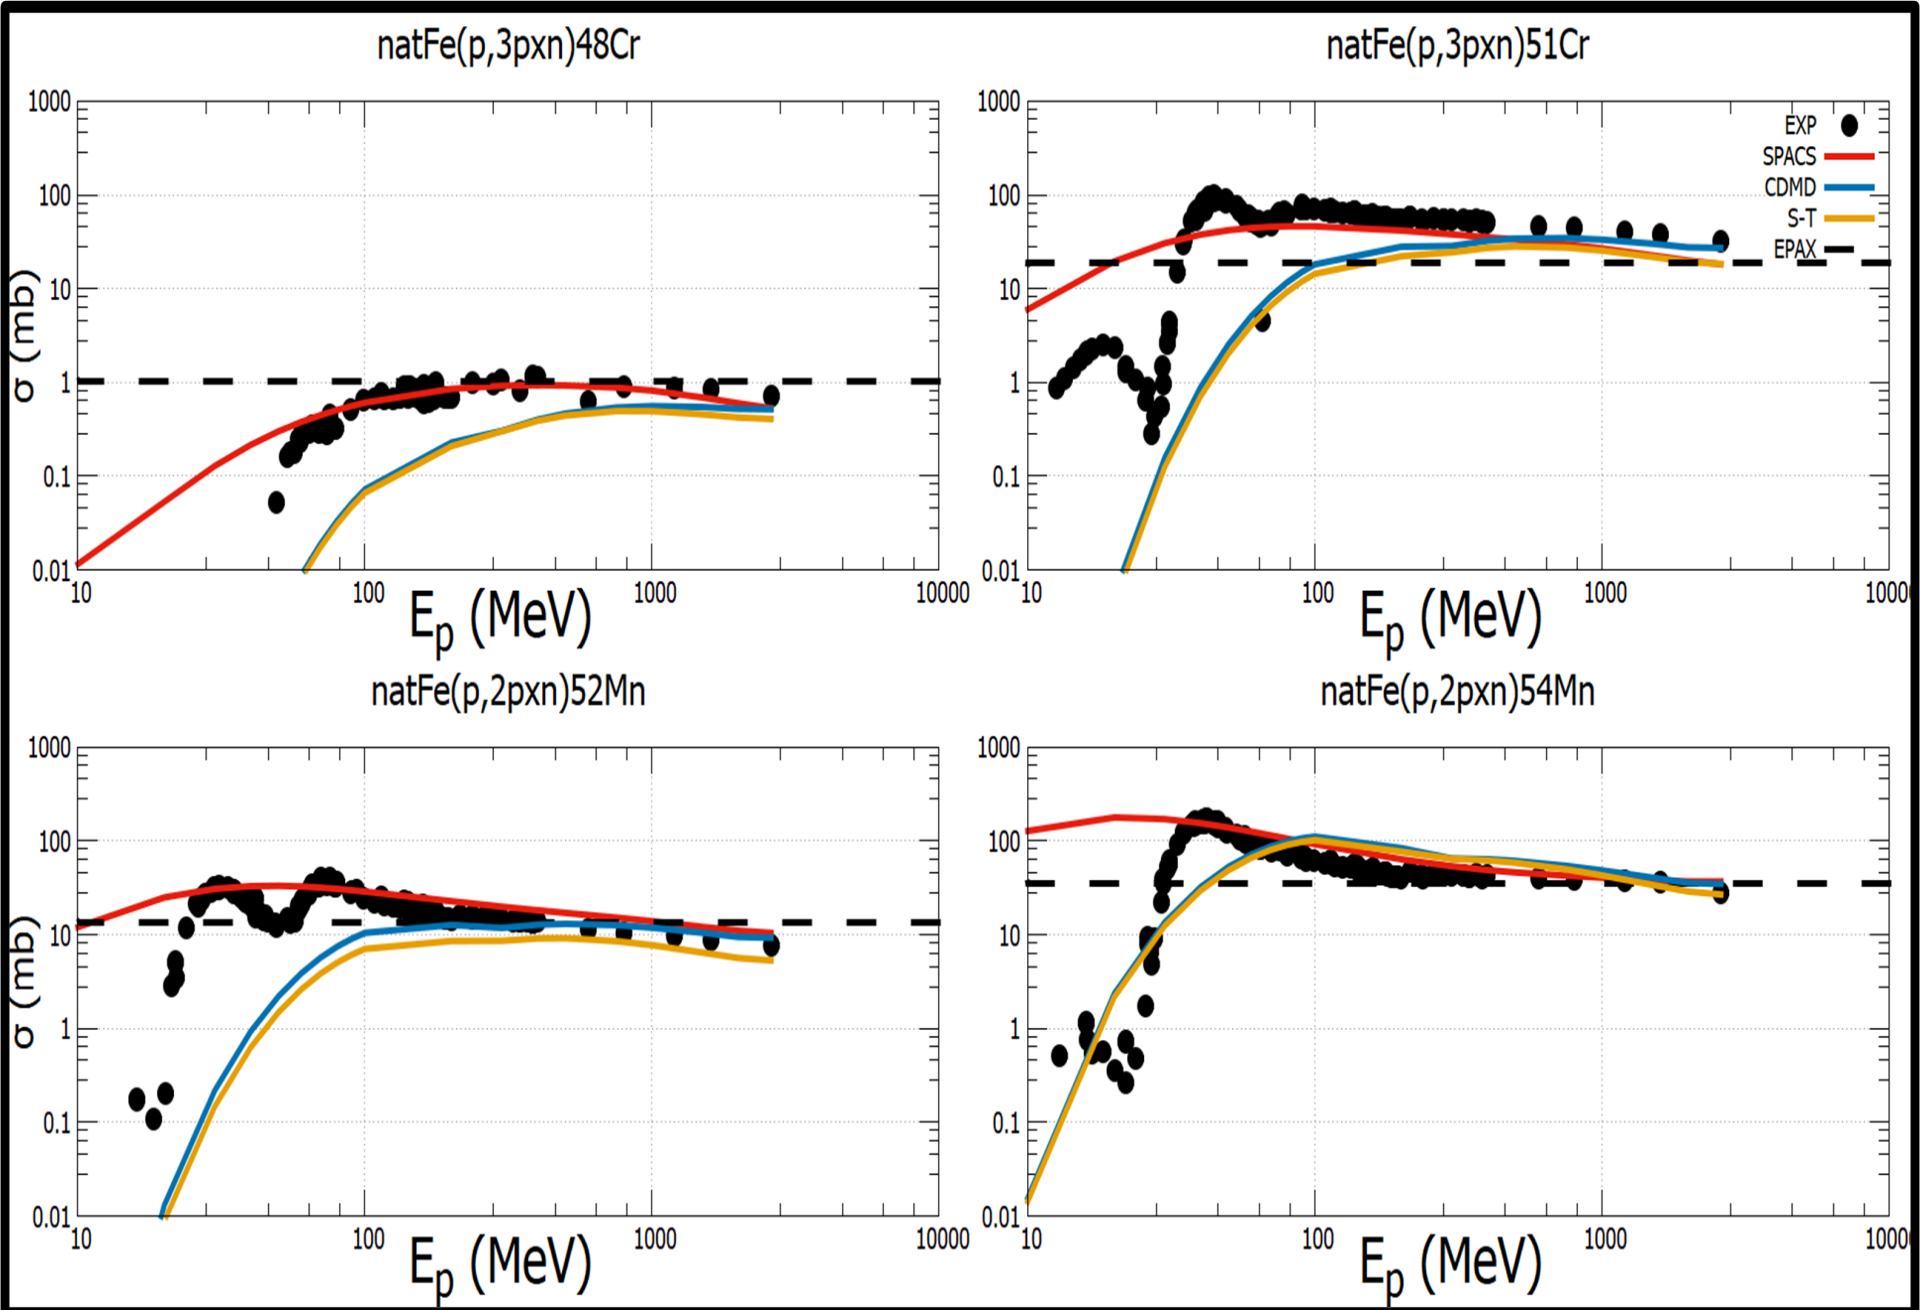 natFe(p,3pxn)48Cr
σ (mb)
1000
100
10
1
0.1
0.01
10 100 1000 10000
Ep (MeV)
natFe(p,3pxn)51Cr
1000
100
10
1
0.1
0.01
EXP
SPACS
CDMD
S-T
EPAX
10 100 1000 1000
Ep (MeV)
natFe(p,2pxn)52Mn
σ (mb)
1000
100
10
1
0.1
0.01
10 100 1000 10000
Ep (MeV)
natFe(p,2pxn)54Mn
1000
100
10
1
0.1
0.01
10 100 1000 1000
Ep (MeV)